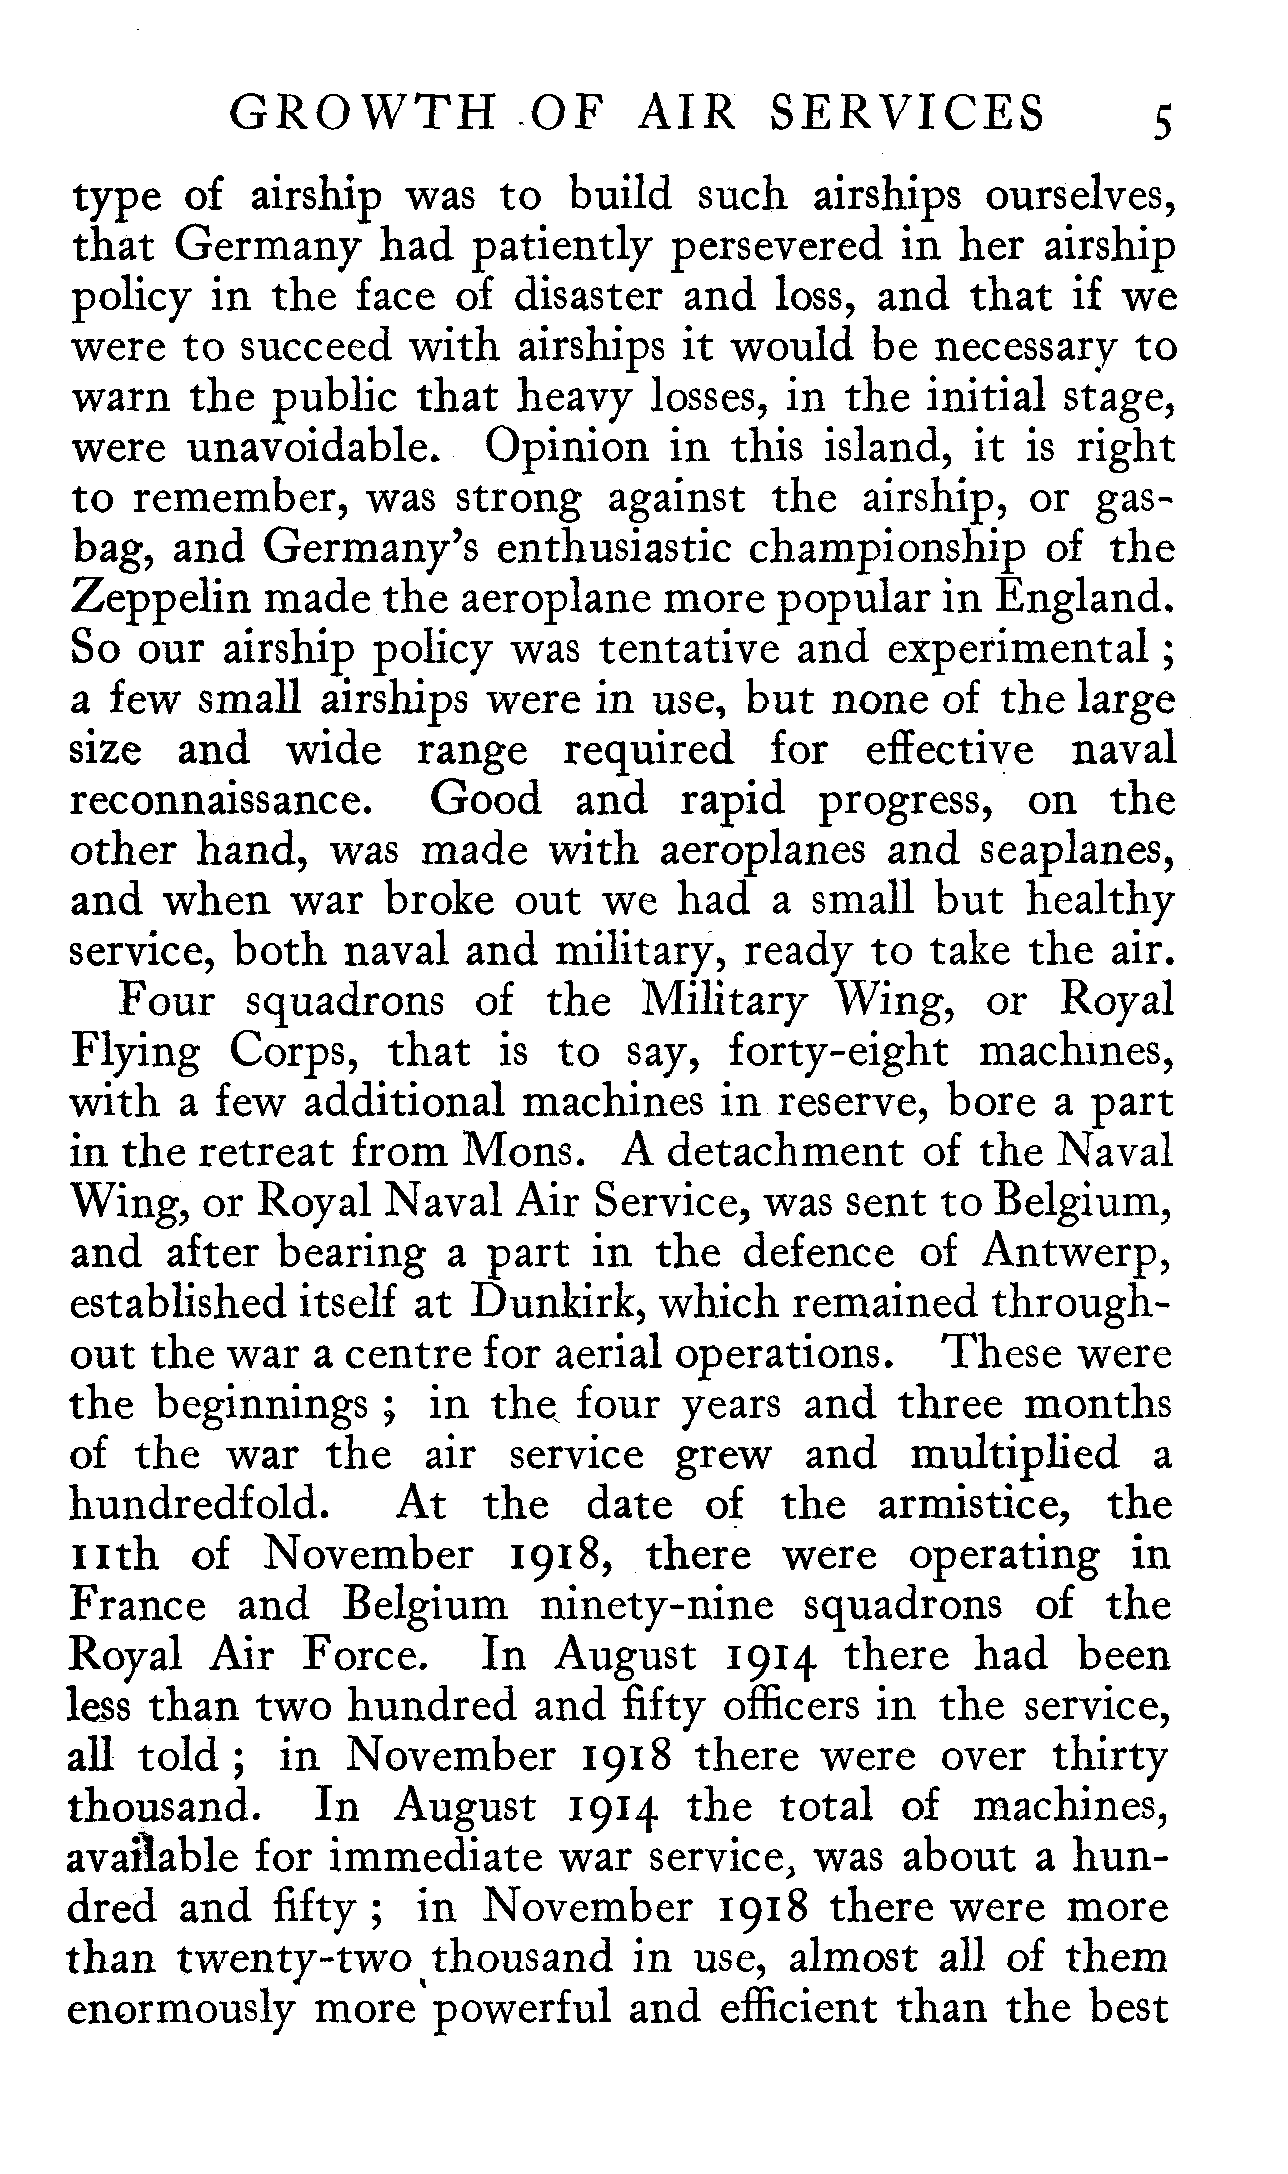 GROWTH OF AIR SERVICES 5
type of airship was to build such airships ourselves,
that Germany had patiently persevered in her airship
policy in the face of disaster and loss, and that if we
were to succeed with airships it would be necessary to
warn the public that heavy losses, in the initial stage,
were unavoidable. Opinion in this island, it is right
to remember, was strong against the airship, or gas-
bag, and Germany's enthusiastic championship of the
Zeppelin made the aeroplane more popular in England.
So our airship policy was tentative and experimental ;
a few small airships were in use, but none of the large
size and wide range required for effective naval
reconnaissance. Good and rapid progress, on the
other hand, was made with aeroplanes and seaplanes,
and when war broke out we had a small but healthy
service, both naval and military, ready to take the air.
Four squadrons of the Military Wing, or Royal
Flying Corps, that is to say, forty-eight machines,
with a few additional machines in reserve, bore a part
in the retreat from Mons. A detachment of the Naval
Wing, or Royal Naval Air Service, was sent to Belgium,
and after bearing a part in the defence of Antwerp,
established itself at Dunkirk, which remained through-
out the war a centre for aerial operations. These were
the beginnings ; in the four years and three months
of the war the air service grew and multiplied a
hundredfold. At the date of the armistice, the
11th of November 1918, there were operating in
France and Belgium ninety-nine squadrons of the
Royal Air Force. In August 1914 there had been
less than two hundred and fifty officers in the service,
all told ; in November 1918 there were over thirty
thousand. In August 1914 the total of machines,
available for immediate war service, was about a hun-
dred and fifty ; in November 1918 there were more
than twenty-two thousand in use, almost all of them
enormously more powerful and efficient than the best